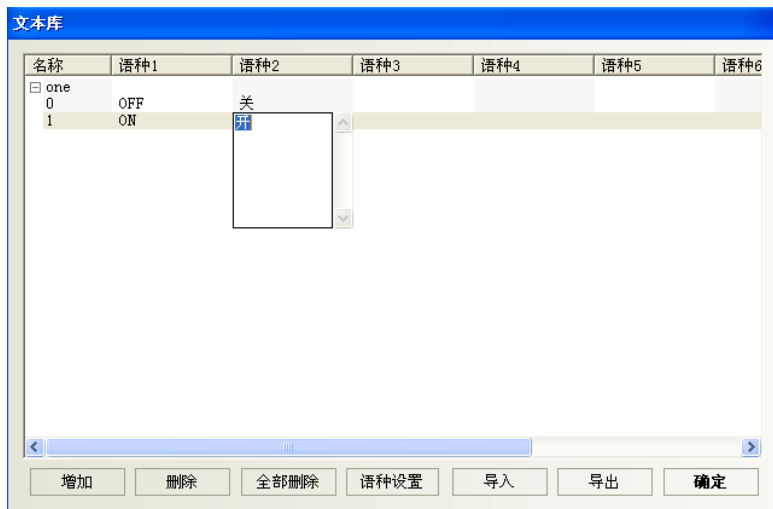 文本库
名称 语种1 语种2 语种3 语种4 语种5 语种6
one
0 OFF 关
1 ON 开
增加 删除 全部删除 语种设置 导入 导出 确定